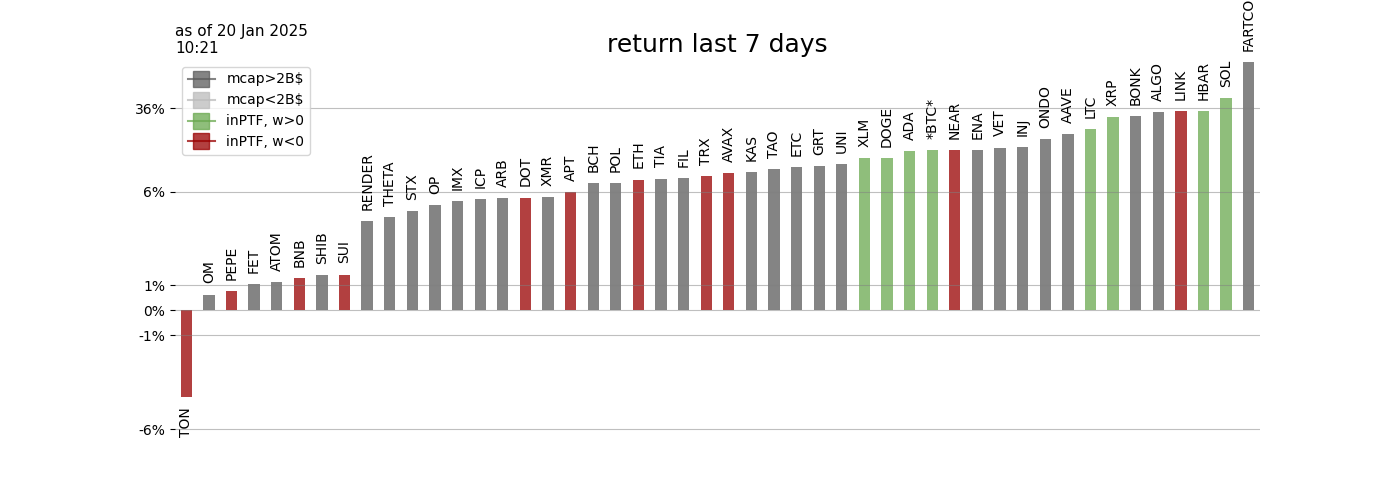 as of 20 Jan 2025
10:21
return last 7 days
mcap>2B$
mcap<2B$
inPTF, w>0
inPTF, w<0
36%
6%
1%
0%
-1%
-6%
TON
OM
PEPE
FET
ATOM
BNB
SHIB
SUI
RENDER
THETA
STX
OP
IMX
ICP
ARB
DOT
XMR
APT
BCH
POL
ETH
TIA
FIL
TRX
AVAX
KAS
TAO
ETC
GRT
UNI
XLM
DOGE
ADA
*BTC*
NEAR
ENA
VET
INJ
ONDO
AAVE
LTC
XRP
BONK
ALGO
LINK
HBAR
SOL
FARTCO